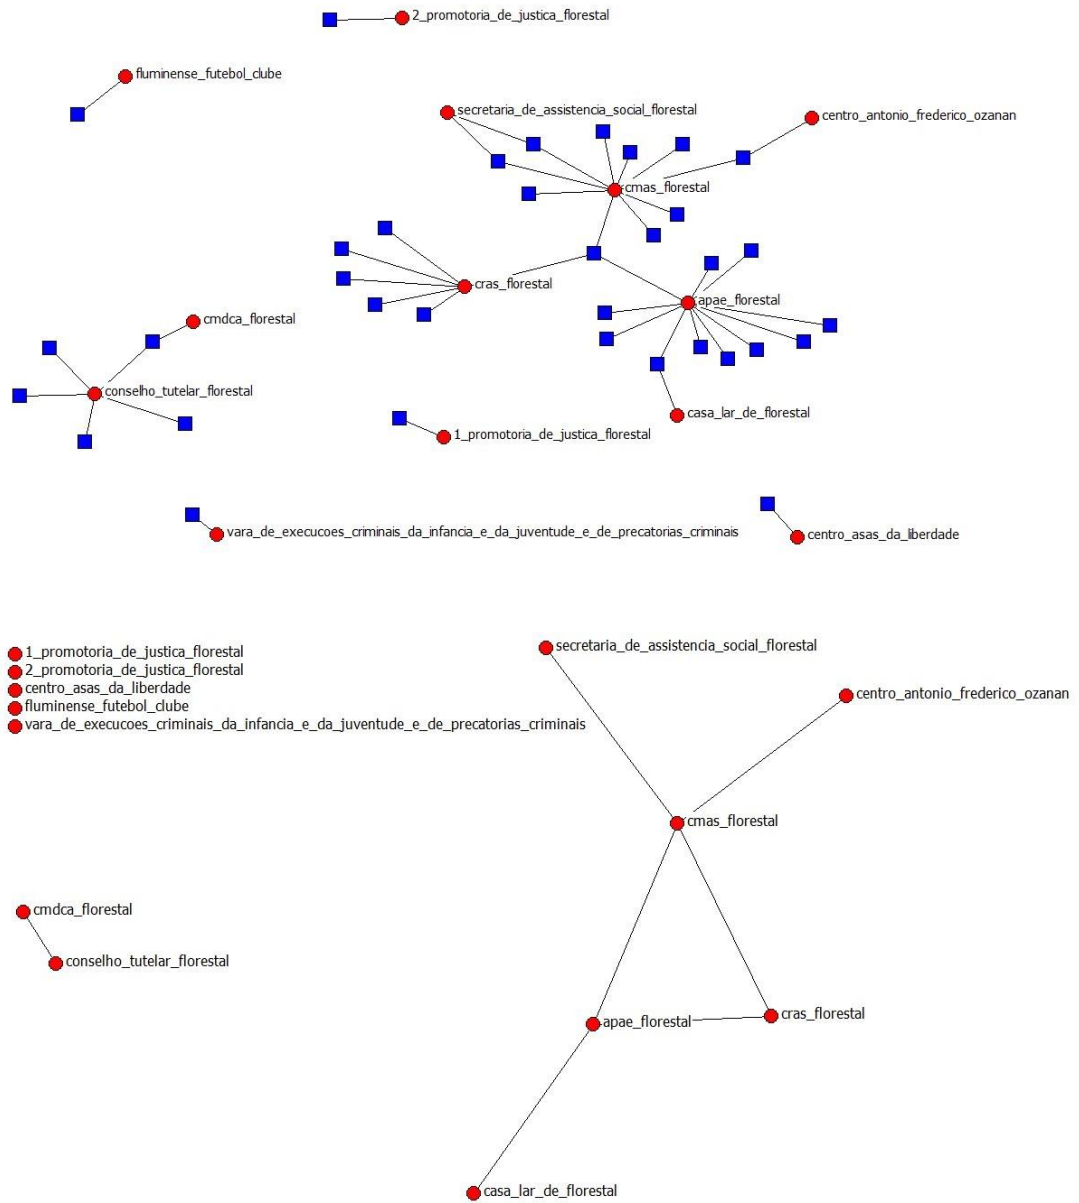 2_promotoria_de_justica_florestal
fluminense_futebol_clube
secretaria_de_assistencia_social_florestal
centro_antonio_frederico_ozanan
cmas_florestal
cras_florestal
apae_florestal
cmdca_florestal
conselho_tutelar_florestal
casa_lar_de_florestal
1_promotoria_de_justica_florestal
vara_de_execucoes_criminais_da_infancia_e_da_juventude_e_de_precatorias_criminais
centro_asas_da_liberdade
1_promotoria_de_justica_florestal
2_promotoria_de_justica_florestal
centro_asas_da_liberdade
fluminense_futebol_clube
vara_de_execucoes_criminais_da_infancia_e_da_juventude_e_de_precatorias_criminais
secretaria_de_assistencia_social_florestal
centro_antonio_frederico_ozanan
cmas_florestal
cmdca_florestal
conselho_tutelar_florestal
apae_florestal
cras_florestal
casa_lar_de_florestal